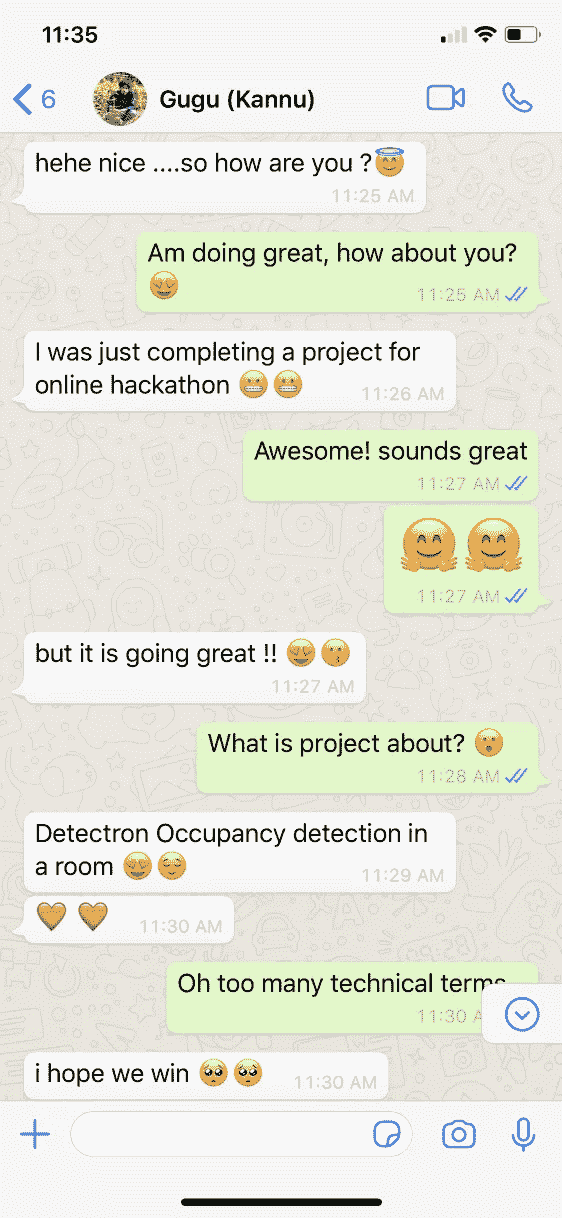 11:35
6 Gugu (Kannu)
hehe nice ....so how are you ?😇
11:25 AM
Am doing great, how about you?
😍
11:25 AM
I was just completing a project for
online hackathon 😬 😬
11:26 AM
Awesome! sounds great
11:27 AM
🤗 🤗
11:27 AM
but it is going great !! 😍 😗
11:27 AM
What is project about? 😮
11:28 AM
Detectron Occupancy detection in
a room 😍 😌
11:29 AM
🧡 🧡
11:30 AM
Oh too many technical terms
11:30 A
i hope we win 🥺 🥺
11:30 AM